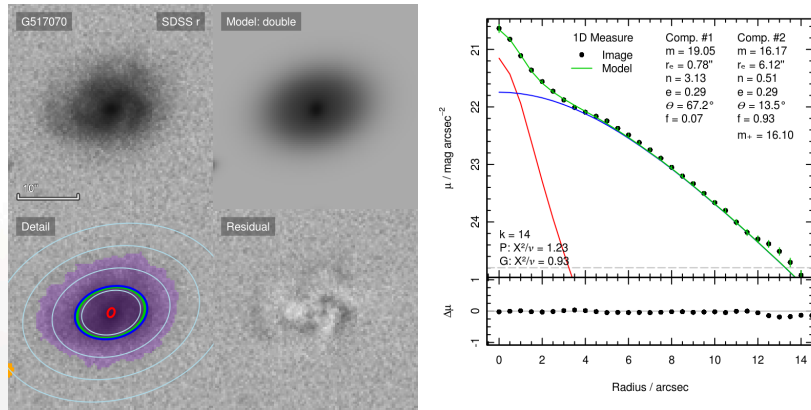 G517070
SDSS r
Model: double
10"
Detail
Residual
1D Measure
Image
Model
Comp. #1
m = 19.05
rₑ = 0.78"
n = 3.13
e = 0.29
Θ = 67.2°
f = 0.07
Comp. #2
m = 16.17
rₑ = 6.12"
n = 0.51
e = 0.29
Θ = 13.5°
f = 0.93
m₊ = 16.10
μ / mag arcsec⁻²
21
22
23
24
k = 14
P: Χ²/ν = 1.23
G: Χ²/ν = 0.93
Δμ
1
0
-1
0 2 4 6 8 10 12 14
Radius / arcsec